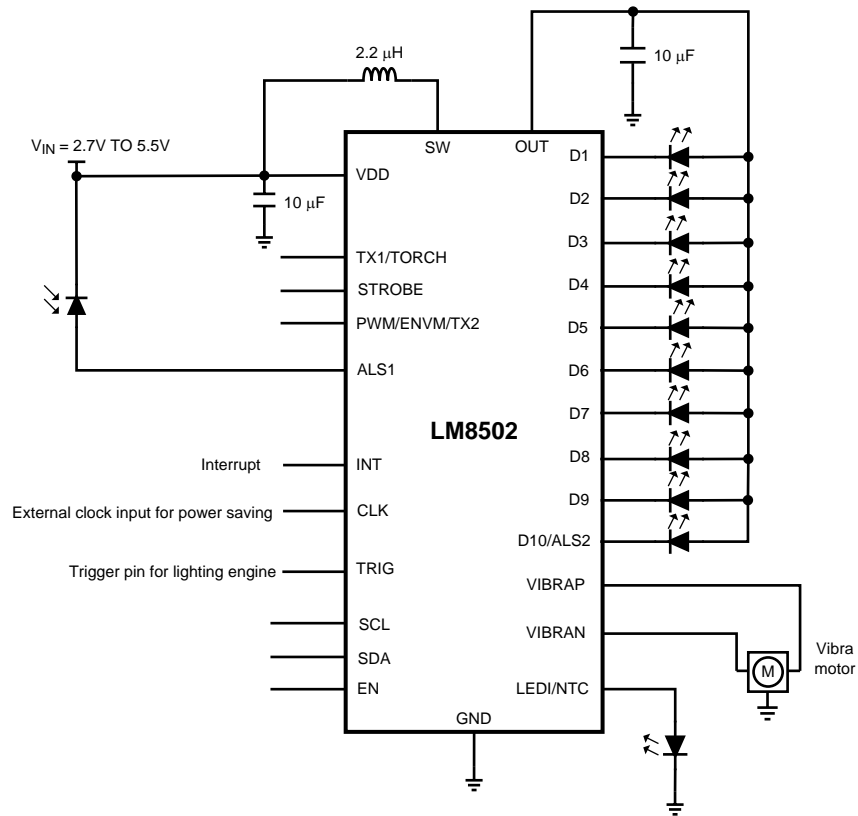 2.2 μH
10 μF
SW
OUT
VIN = 2.7V TO 5.5V
VDD
10 μF
TX1/TORCH
STROBE
PWM/ENVM/TX2
ALS1
LM8502
Interrupt
INT
External clock input for power saving
CLK
Trigger pin for lighting engine
TRIG
SCL
SDA
EN
GND
D1
D2
D3
D4
D5
D6
D7
D8
D9
D10/ALS2
VIBRAP
VIBRAN
LEDI/NTC
M
Vibra
motor